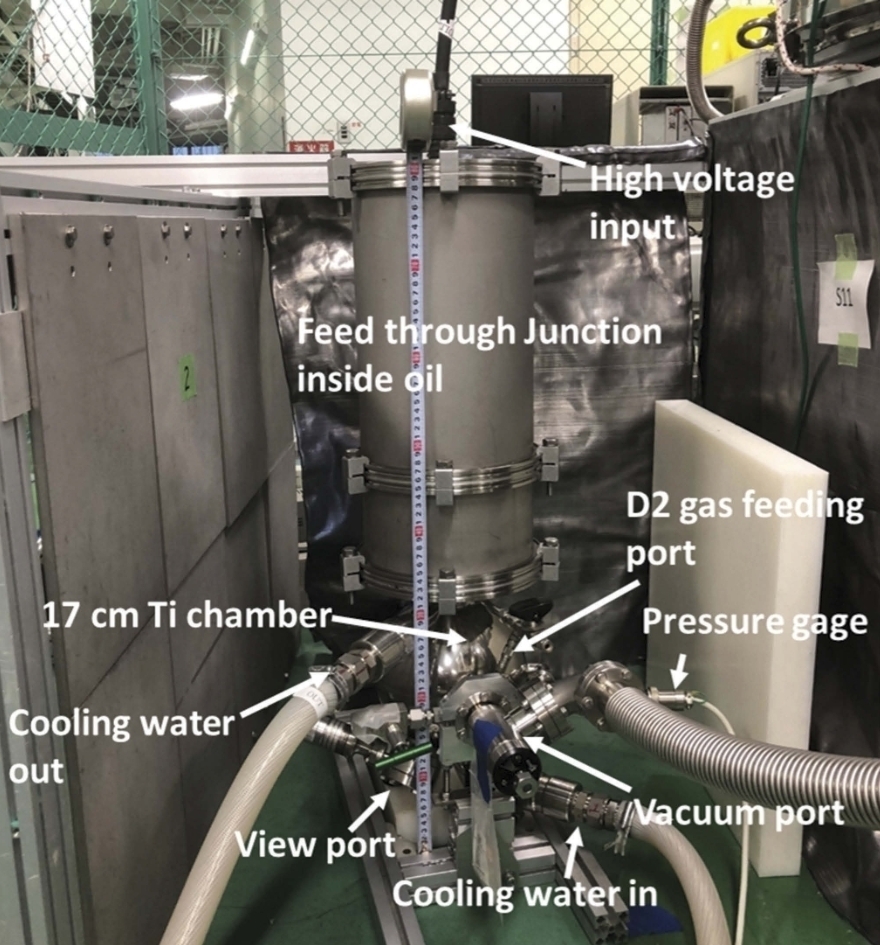 High voltage
input
S11
Feed through Junction
inside oil
2
D2 gas feeding
port
17 cm Ti chamber
Pressure gage
Cooling water
out
OUT
Vacuum port
View port
Cooling water in